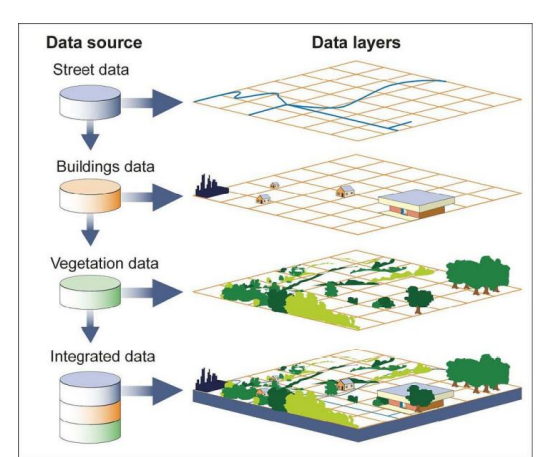 Data source
Data layers
Street data
Buildings data
Vegetation data
Integrated data